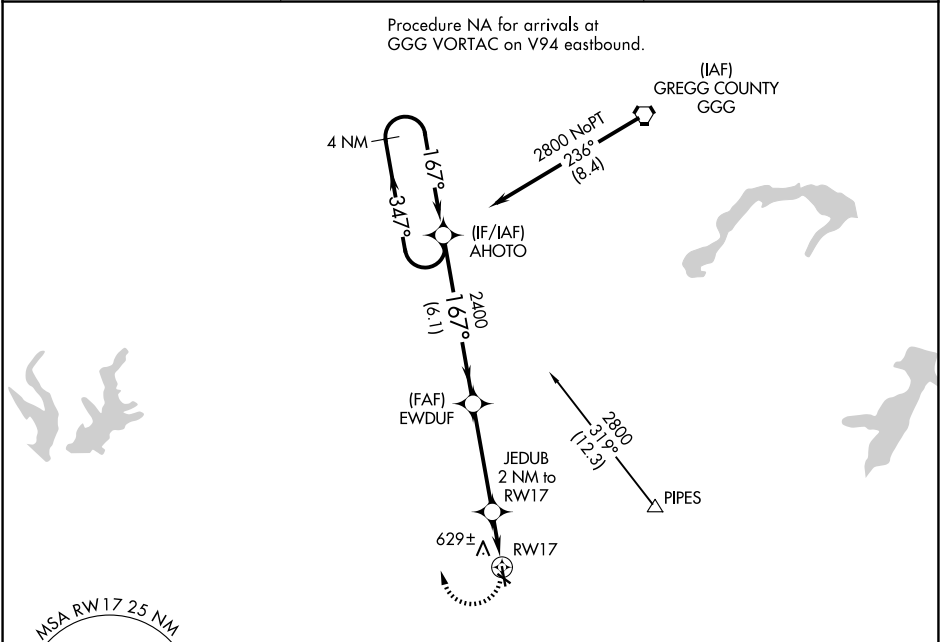 Procedure NA for arrivals at
GGG VORTAC on V94 eastbound.
(IAF)
GREGG COUNTY
GGG
4 NM
167°
347°
2800 NoPT
236°
(8.4)
(IF/IAF)
AHOTO
2400
167°
(6.1)
(FAF)
EWDUF
2800
319°
(12.3)
PIPES
JEDUB
2 NM to
RW17
629±
RW17
MSA RW17 25 NM